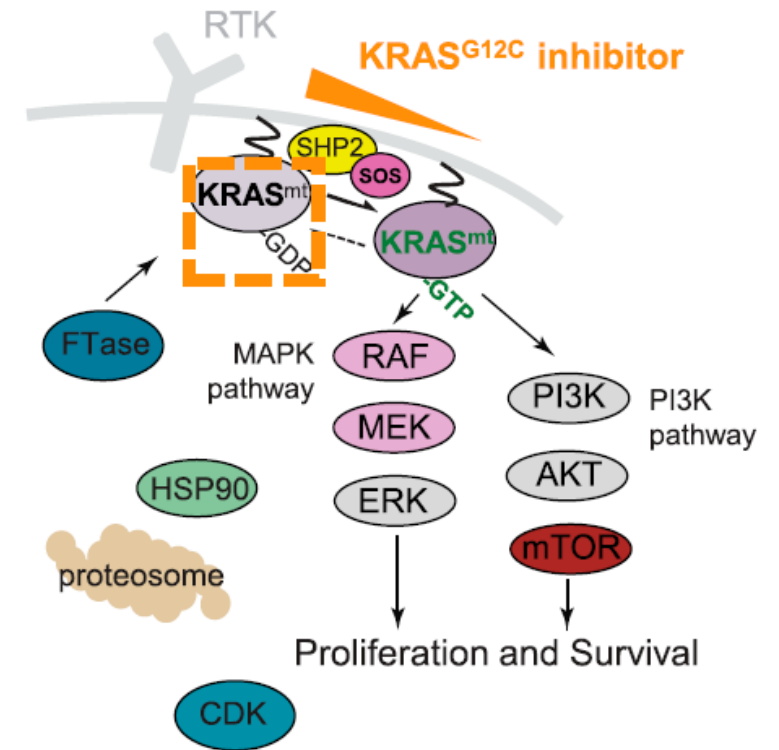 RTK
KRASG12C inhibitor
SHP2
SOS
KRASmt
-GDP
KRASmt
-GTP
FTase
MAPK
pathway
RAF
MEK
ERK
PI3K
AKT
mTOR
PI3K
pathway
HSP90
proteosome
Proliferation and Survival
CDK